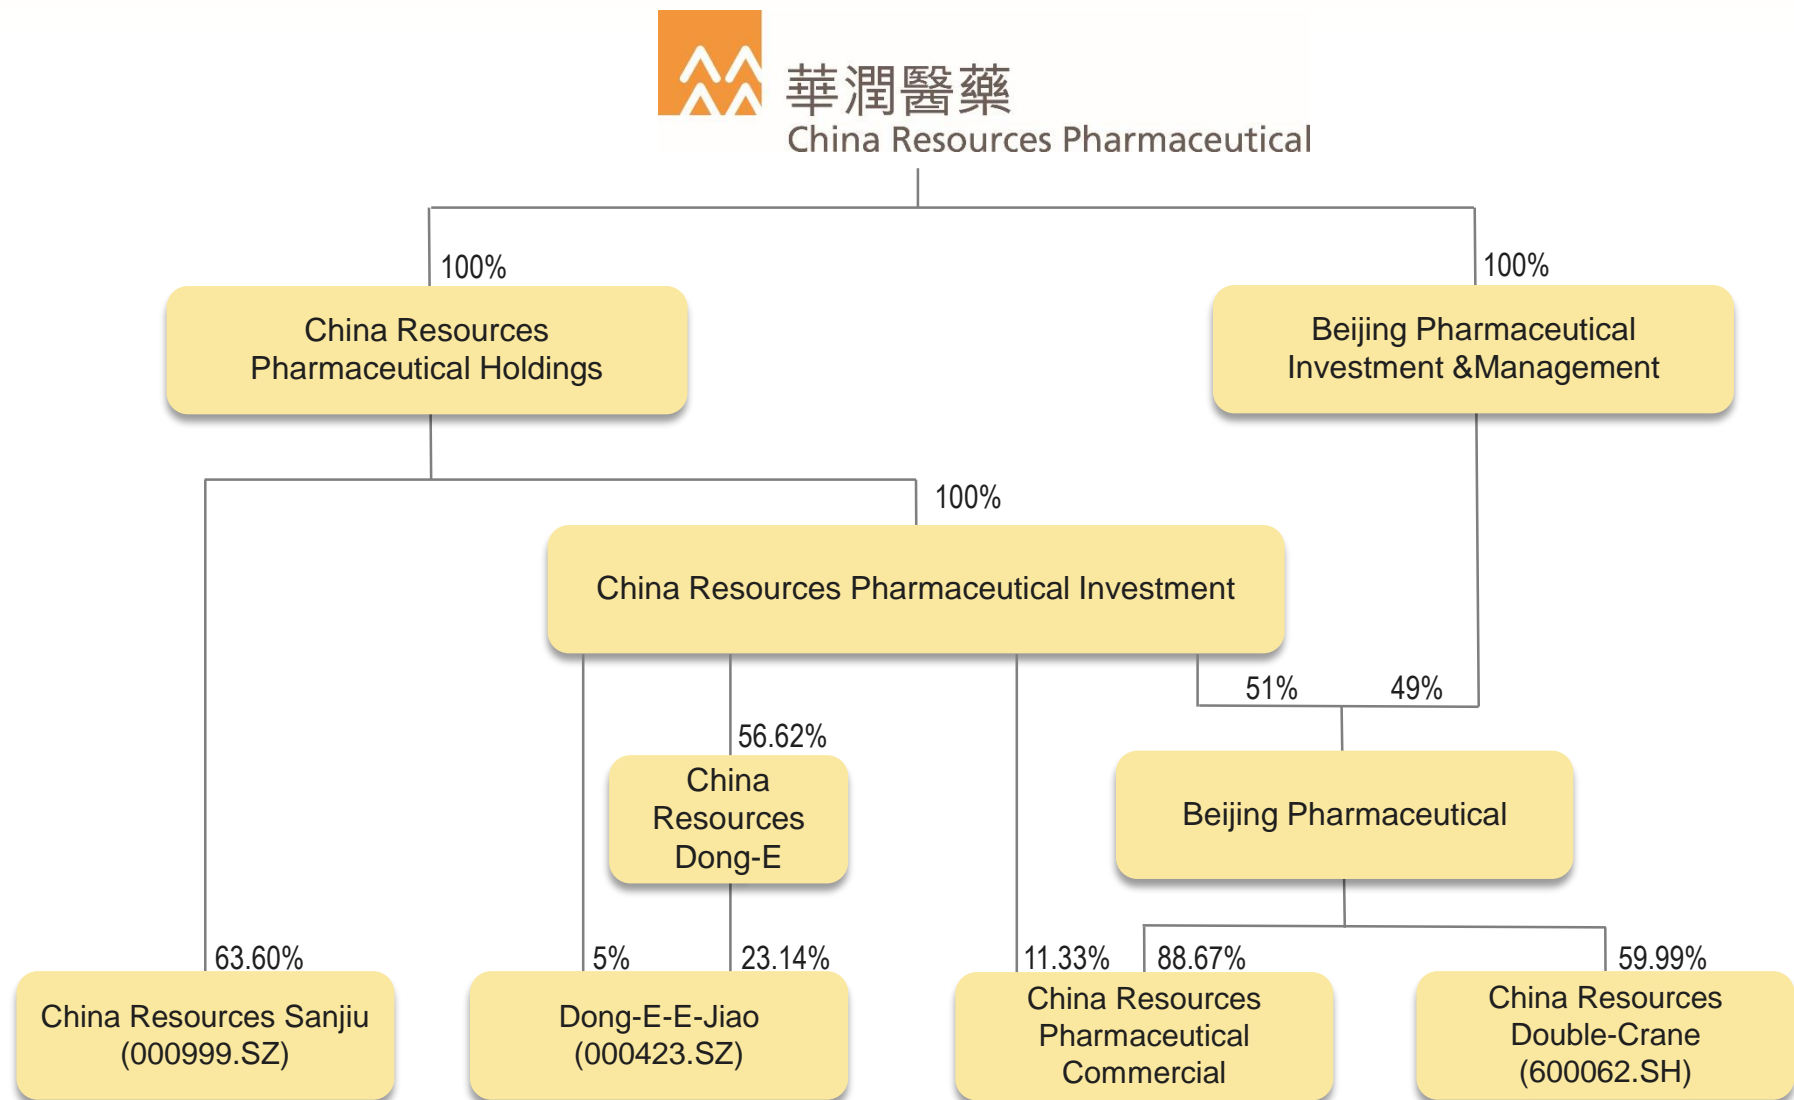 華潤醫藥
China Resources Pharmaceutical
100%
100%
China Resources
Pharmaceutical Holdings
Beijing Pharmaceutical
Investment &Management
100%
China Resources Pharmaceutical Investment
51%
49%
56.62%
China
Resources
Dong-E
Beijing Pharmaceutical
63.60%
5%
23.14%
11.33%
88.67%
59.99%
China Resources Sanjiu
(000999.SZ)
Dong-E-E-Jiao
(000423.SZ)
China Resources
Pharmaceutical
Commercial
China Resources
Double-Crane
(600062.SH)